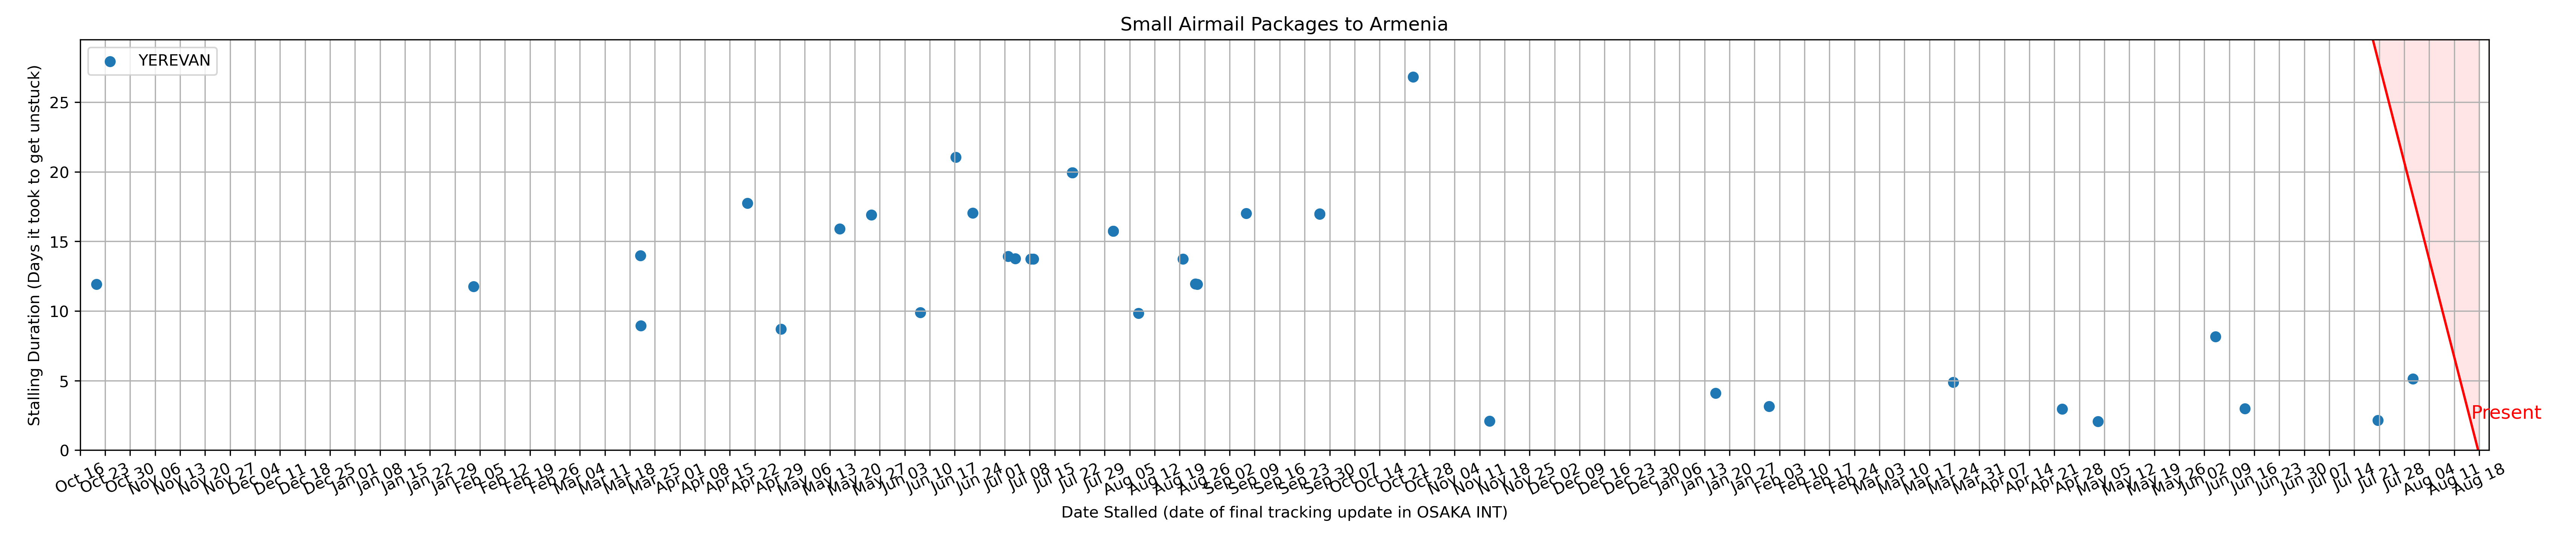 Small Airmail Packages to Armenia
YEREVAN
Stalling Duration (Days it took to get unstuck)
25
20
15
10
5
0
Present
Oct 16
Oct 23
Oct 30
Nov 06
Nov 13
Nov 20
Nov 27
Dec 04
Dec 11
Dec 18
Dec 25
Jan 01
Jan 08
Jan 15
Jan 22
Jan 29
Feb 05
Feb 12
Feb 19
Feb 26
Mar 04
Mar 11
Mar 18
Mar 25
Apr 01
Apr 08
Apr 15
Apr 22
Apr 29
May 06
May 13
May 20
May 27
Jun 03
Jun 10
Jun 17
Jun 24
Jul 01
Jul 08
Jul 15
Jul 22
Jul 29
Aug 05
Aug 12
Aug 19
Aug 26
Sep 02
Sep 09
Sep 16
Sep 23
Sep 30
Oct 07
Oct 14
Oct 21
Oct 28
Nov 04
Nov 11
Nov 18
Nov 25
Dec 02
Dec 09
Dec 16
Dec 23
Dec 30
Jan 06
Jan 13
Jan 20
Jan 27
Feb 03
Feb 10
Feb 17
Feb 24
Mar 03
Mar 10
Mar 17
Mar 24
Mar 31
Apr 07
Apr 14
Apr 21
Apr 28
May 05
May 12
May 19
May 26
Jun 02
Jun 09
Jun 16
Jun 23
Jun 30
Jul 07
Jul 14
Jul 21
Jul 28
Aug 04
Aug 11
Aug 18
Date Stalled (date of final tracking update in OSAKA INT)